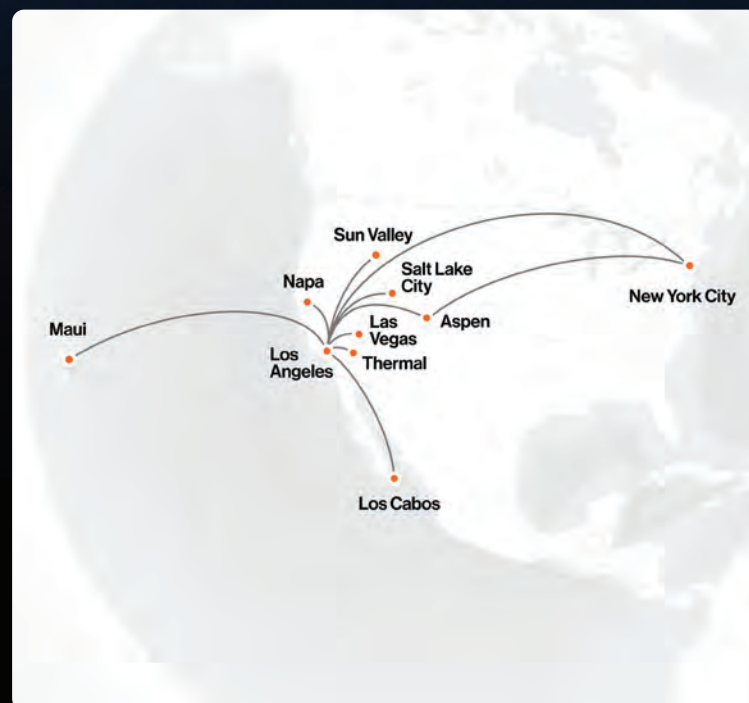 Sun Valley
Salt Lake
City
Napa
New York City
Maui
Las
Vegas
Aspen
Los
Angeles
Thermal
Los Cabos